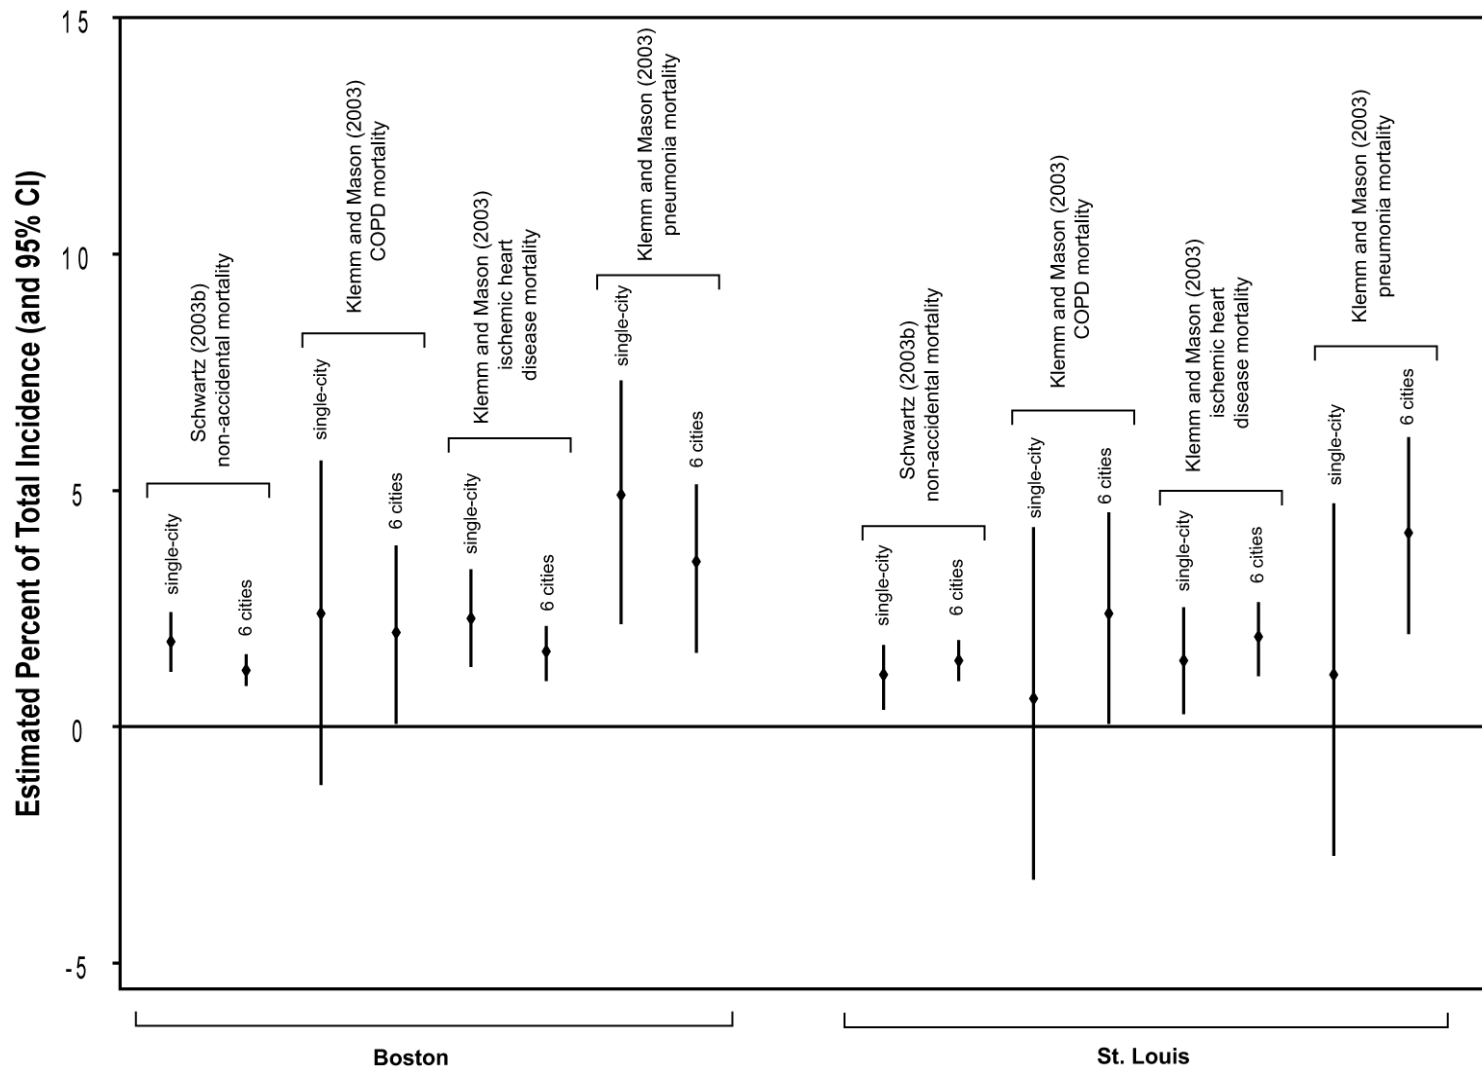 Estimated Percent of Total Incidence (and 95% CI)
15
10
5
0
-5
Schwartz (2003b)
non-accidental mortality
single-city
6 cities
Klemm and Mason (2003)
COPD mortality
single-city
6 cities
Klemm and Mason (2003)
ischemic heart
disease mortality
single-city
6 cities
Klemm and Mason (2003)
pneumonia mortality
single-city
6 cities
Schwartz (2003b)
non-accidental mortality
single-city
6 cities
Klemm and Mason (2003)
COPD mortality
single-city
6 cities
Klemm and Mason (2003)
ischemic heart
disease mortality
single-city
6 cities
Klemm and Mason (2003)
pneumonia mortality
single-city
6 cities
Boston
St. Louis